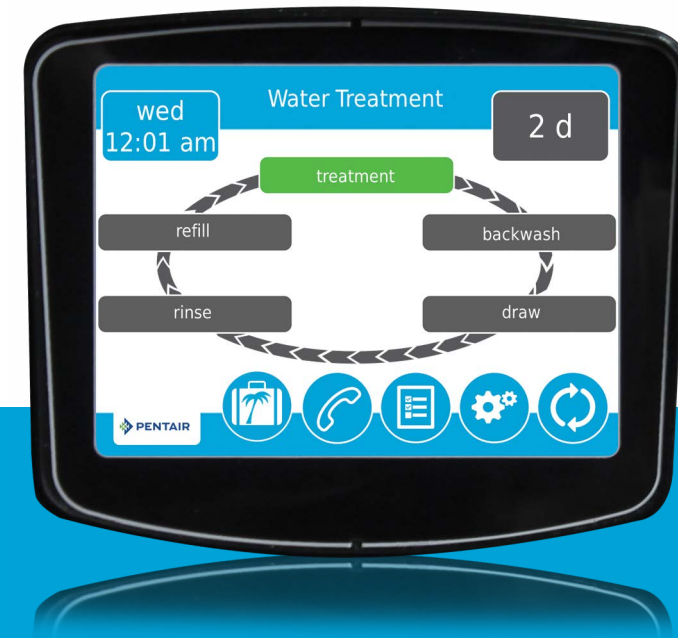 wed
12:01 am
Water Treatment
2 d
treatment
refill
backwash
rinse
draw
PENTAIR